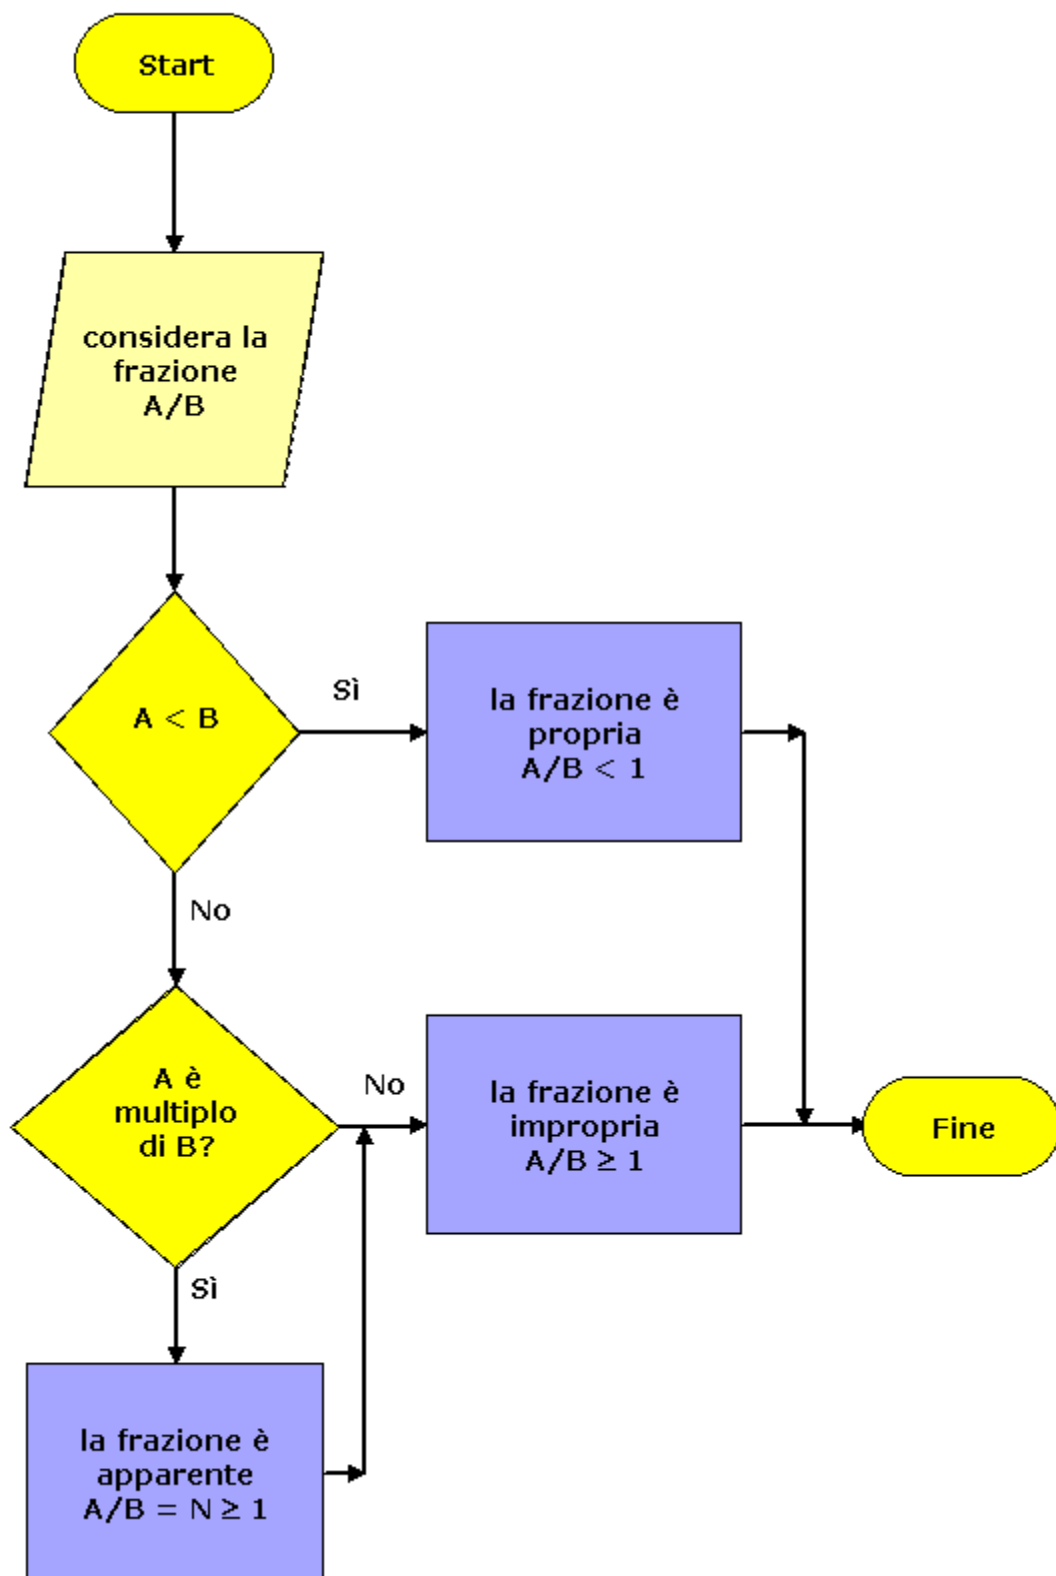 Start
considera la
frazione
A/B
A < B
Sì
la frazione è
propria
A/B < 1
No
A è
multiplo
di B?
No
la frazione è
impropria
A/B ≥ 1
Fine
Sì
la frazione è
apparente
A/B = N ≥ 1